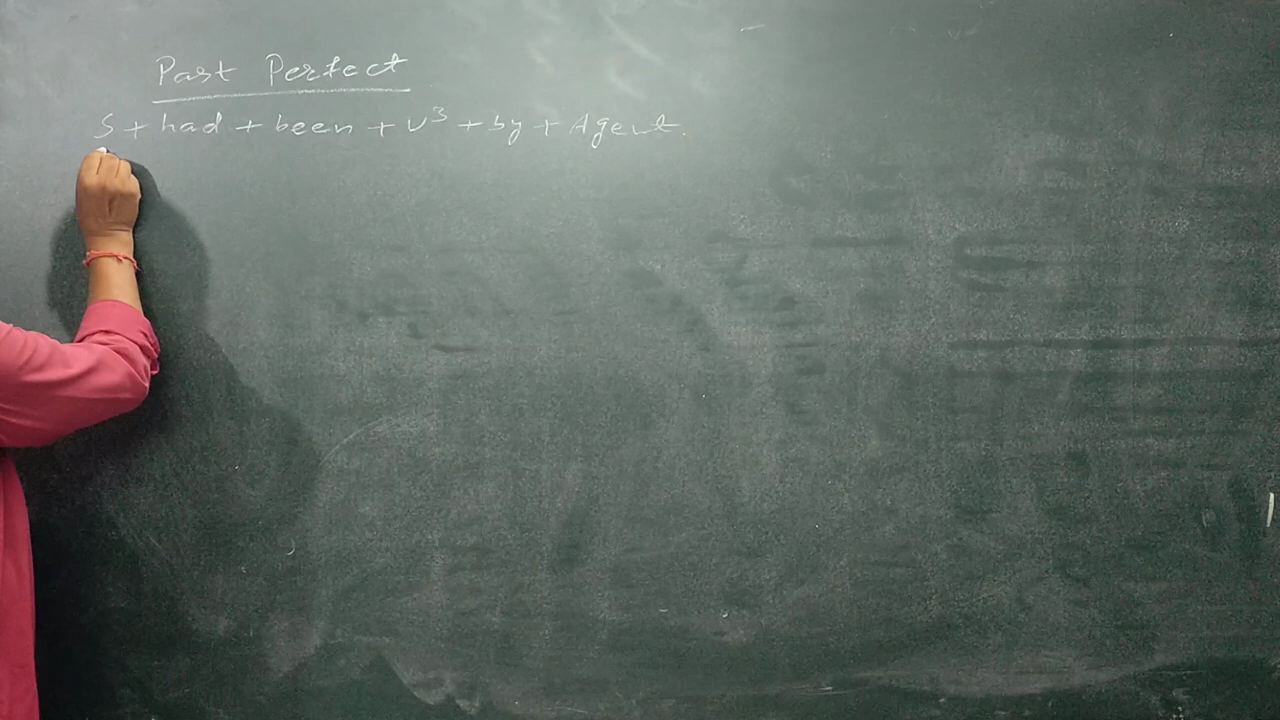 Past Perfect
S + had + been + V³ + by + Agent.